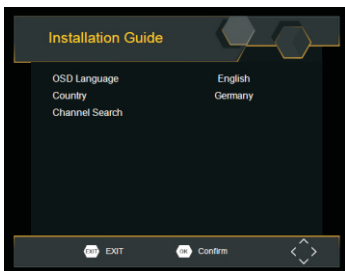 Installation Guide
OSD Language English
Country Germany
Channel Search
EXIT EXIT OK Confirm